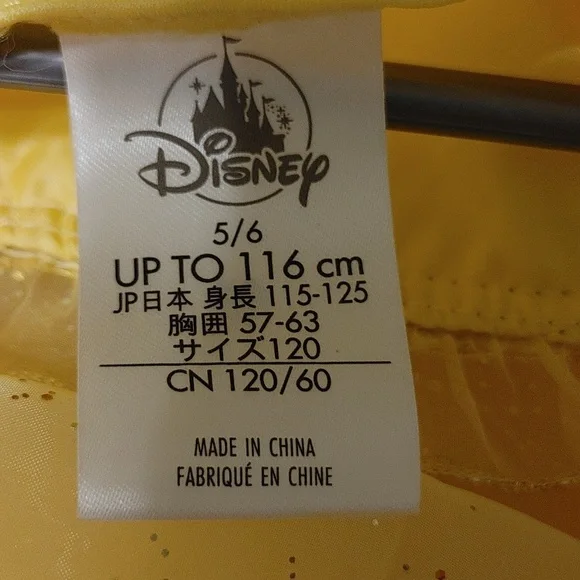 DISNEY
5/6
UP TO 116 cm
JP日本 身長 115-125
胸囲 57-63
サイズ120
CN 120/60
MADE IN CHINA
FABRIQUÉ EN CHINE